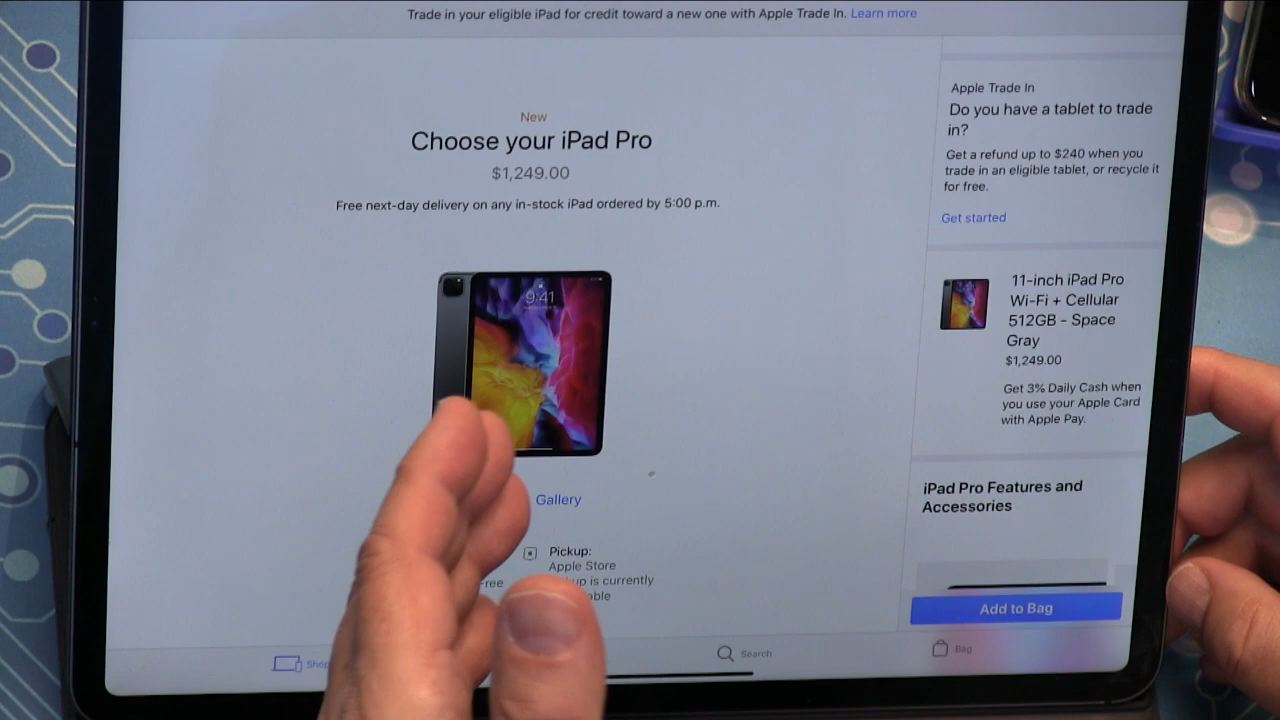 Trade in your eligible iPad for credit toward a new one with Apple Trade In. Learn more
New
Choose your iPad Pro
$1,249.00
Free next-day delivery on any in-stock iPad ordered by 5:00 p.m.
9:41
Gallery
Pickup:
Apple Store
is currently
Search
Apple Trade In
Do you have a tablet to trade
in?
Get a refund up to $240 when you
trade in an eligible tablet, or recycle it
for free.
Get started
11-inch iPad Pro
Wi-Fi + Cellular
512GB - Space
Gray
$1,249.00
Get 3% Daily Cash when
you use your Apple Card
with Apple Pay.
iPad Pro Features and
Accessories
Add to Bag
Bag